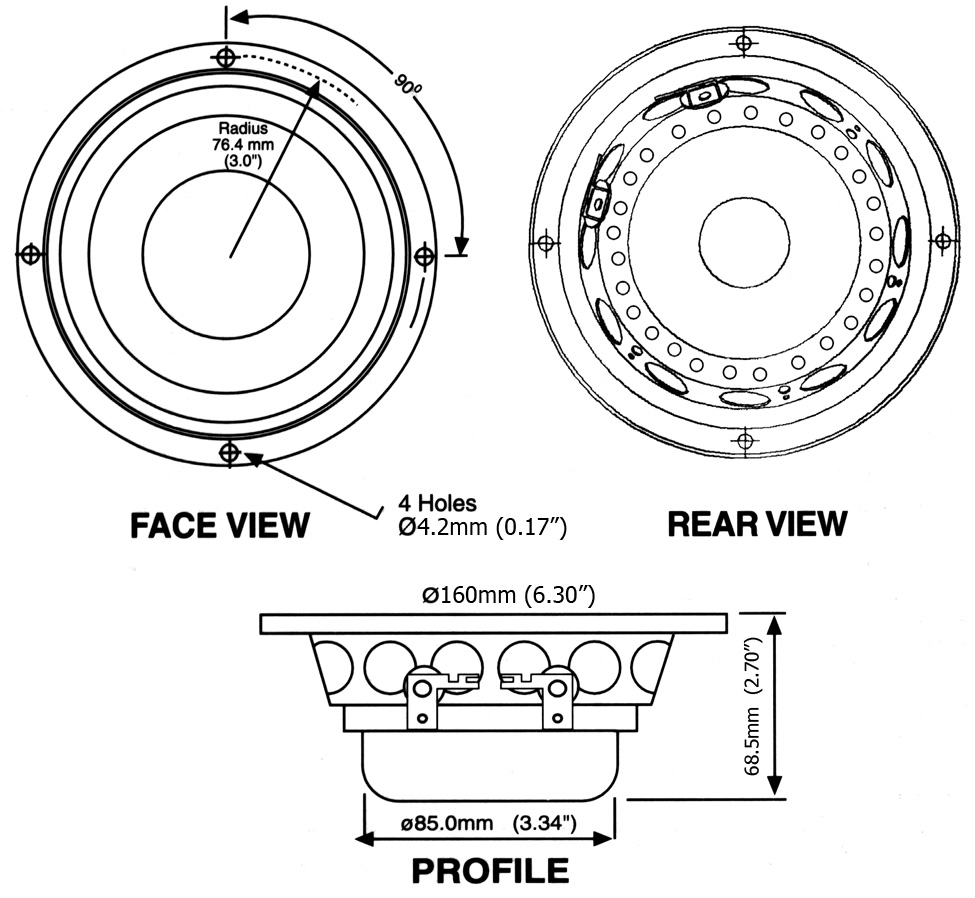 90º
Radius
76.4 mm
(3.0")
4 Holes
Ø4.2mm (0.17”)
FACE VIEW
REAR VIEW
Ø160mm (6.30”)
68.5mm (2.70”)
ø85.0mm (3.34")
PROFILE